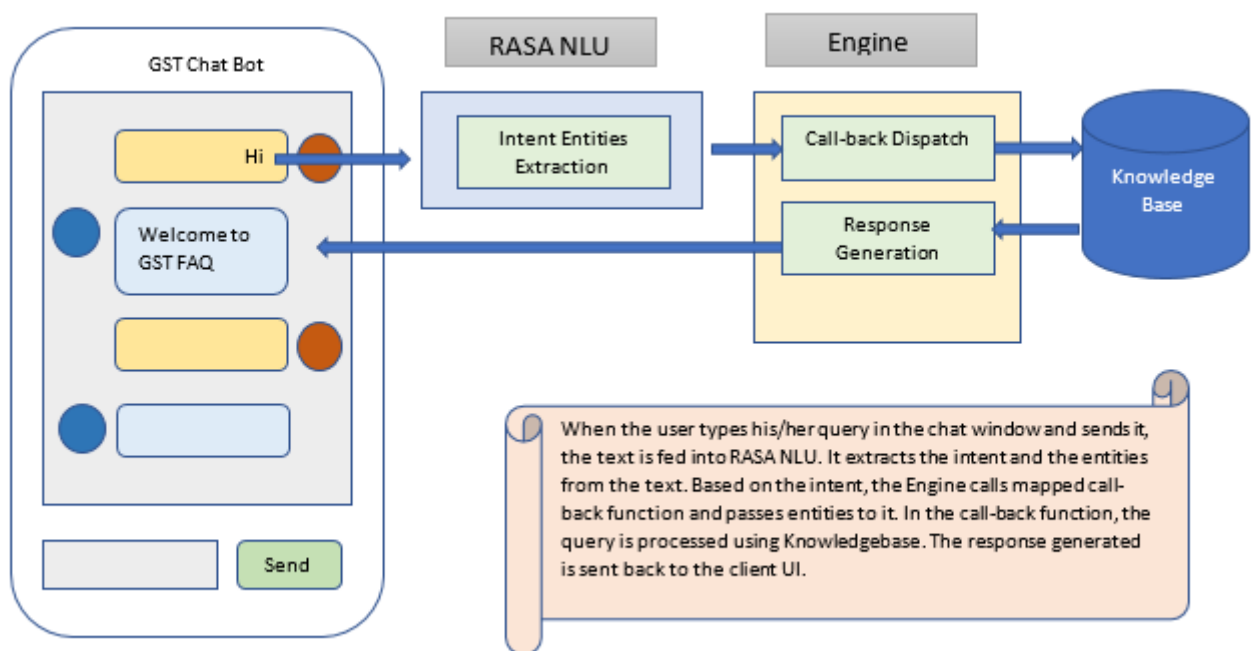 GST Chat Bot
Hi
Welcome to
GST FAQ
Send
RASA NLU
Intent Entities
Extraction
Engine
Call-back Dispatch
Response
Generation
Knowledge
Base
When the user types his/her query in the chat window and sends it,
the text is fed into RASA NLU. It extracts the intent and the entities
from the text. Based on the intent, the Engine calls mapped call-
back function and passes entities to it. In the call-back function, the
query is processed using Knowledgebase. The response generated
is sent back to the client UI.